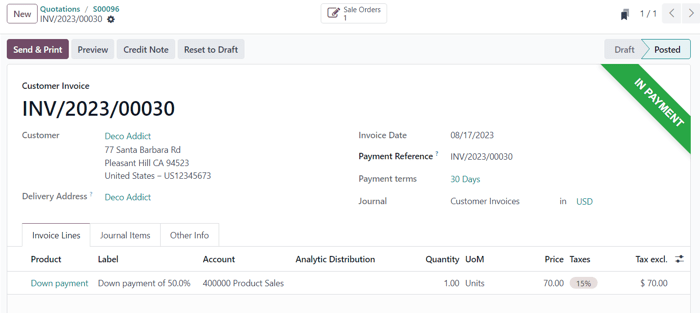 New Quotations / S00096
INV/2023/00030
Sale Orders
1
1 / 1
Send & Print Preview Credit Note Reset to Draft Draft Posted
IN PAYMENT
Customer Invoice
INV/2023/00030
Customer Deco Addict
77 Santa Barbara Rd
Pleasant Hill CA 94523
United States – US12345673
Delivery Address ? Deco Addict
Invoice Date 08/17/2023
Payment Reference ? INV/2023/00030
Payment terms 30 Days
Journal Customer Invoices in USD
Invoice Lines Journal Items Other Info
Product Label Account Analytic Distribution Quantity UoM Price Taxes Tax excl.
Down payment Down payment of 50.0% 400000 Product Sales 1.00 Units 70.00 15% $ 70.00